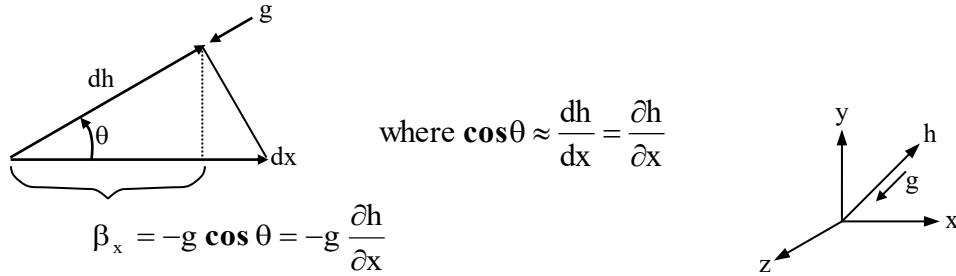 g
dh
θ
dx
where cosθ ≈ dh/dx = ∂h/∂x
β_x = −g cos θ = −g ∂h/∂x
y
h
g
x
z